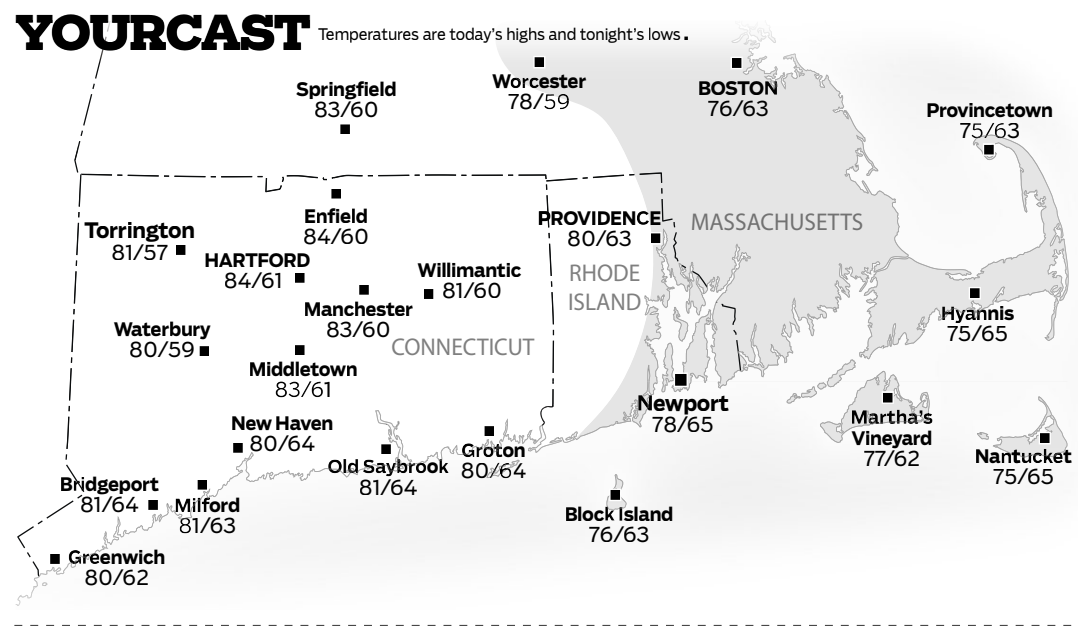 YOURCAST
Temperatures are today's highs and tonight's lows.
Springfield
83/60
Worcester
78/59
BOSTON
76/63
Provincetown
75/63
Enfield
84/60
Torrington
81/57
HARTFORD
84/61
Willimantic
81/60
Manchester
83/60
PROVIDENCE
80/63
MASSACHUSETTS
RHODE
ISLAND
Hyannis
75/65
Waterbury
80/59
CONNECTICUT
Middletown
83/61
Newport
78/65
Martha's
Vineyard
77/62
Nantucket
75/65
New Haven
80/64
Old Saybrook
81/64
Groton
80/64
Bridgeport
81/64
Milford
81/63
Block Island
76/63
Greenwich
80/62